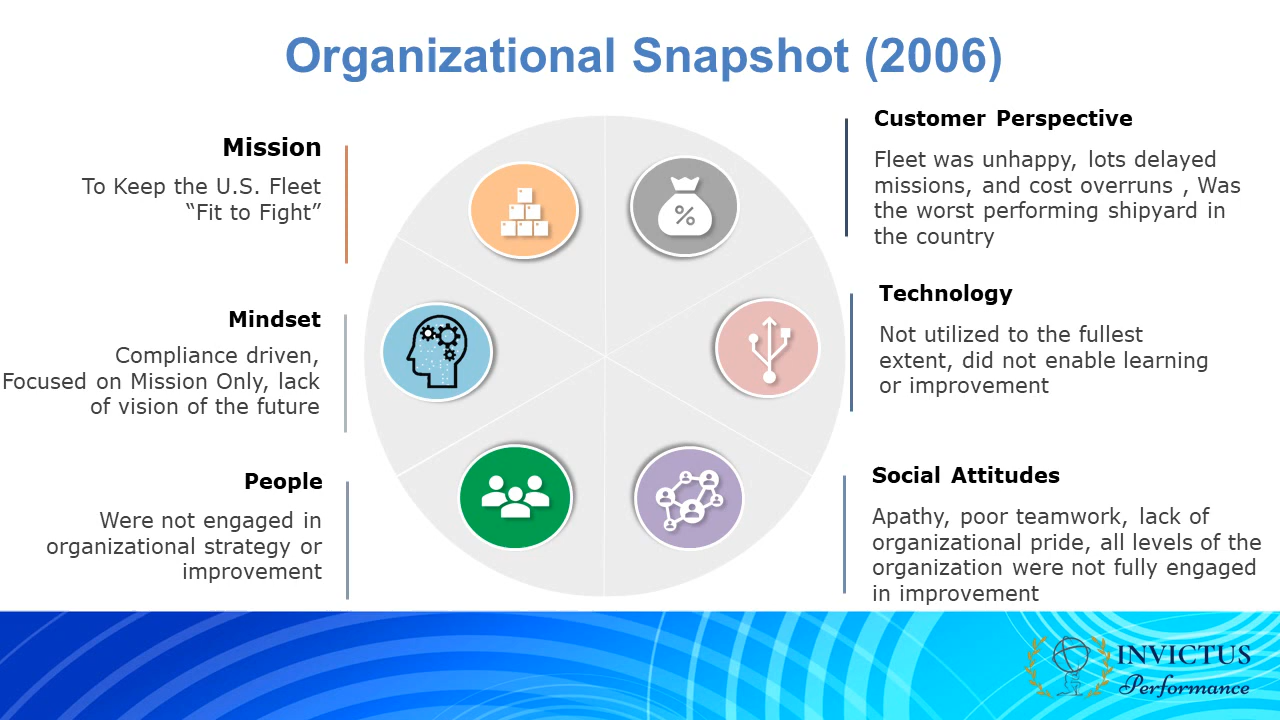 Organizational Snapshot (2006)
Mission
To Keep the U.S. Fleet
“Fit to Fight”
Mindset
Compliance driven,
Focused on Mission Only, lack
of vision of the future
People
Were not engaged in
organizational strategy or
improvement
%
Customer Perspective
Fleet was unhappy, lots delayed
missions, and cost overruns , Was
the worst performing shipyard in
the country
Technology
Not utilized to the fullest
extent, did not enable learning
or improvement
Social Attitudes
Apathy, poor teamwork, lack of
organizational pride, all levels of the
organization were not fully engaged
in improvement
INVICTUS
Performance